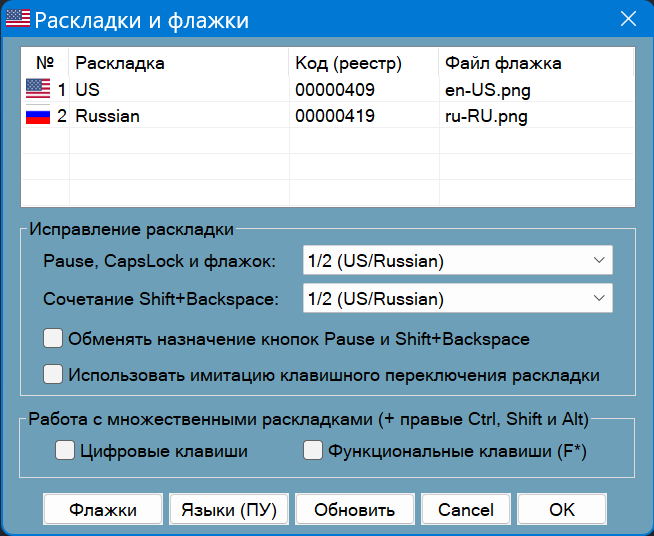 Раскладки и флажки
№ Раскладка Код (реестр) Файл флажка
1 US 00000409 en-US.png
2 Russian 00000419 ru-RU.png
Исправление раскладки
Pause, CapsLock и флажок: 1/2 (US/Russian)
Сочетание Shift+Backspace: 1/2 (US/Russian)
Обменять назначение кнопок Pause и Shift+Backspace
Использовать имитацию клавишного переключения раскладки
Работа с множественными раскладками (+ правые Ctrl, Shift и Alt)
Цифровые клавиши Функциональные клавиши (F*)
Флажки Языки (ПУ) Обновить Cancel OK